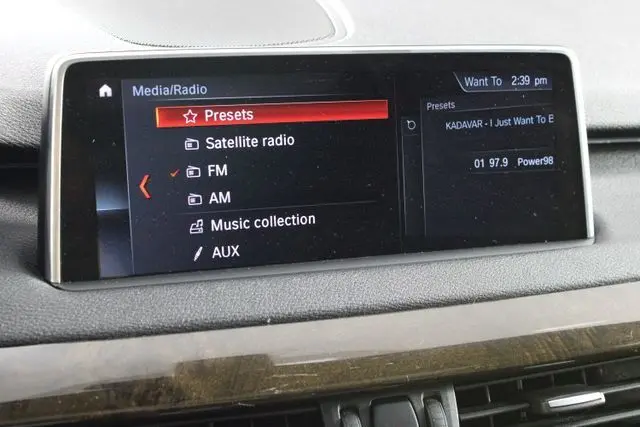 Media/Radio
Want To 2:39 pm
Presets
Satellite radio
FM
AM
Music collection
AUX
Presets
KADAVAR - I Just Want To B
01 97.9 Power98